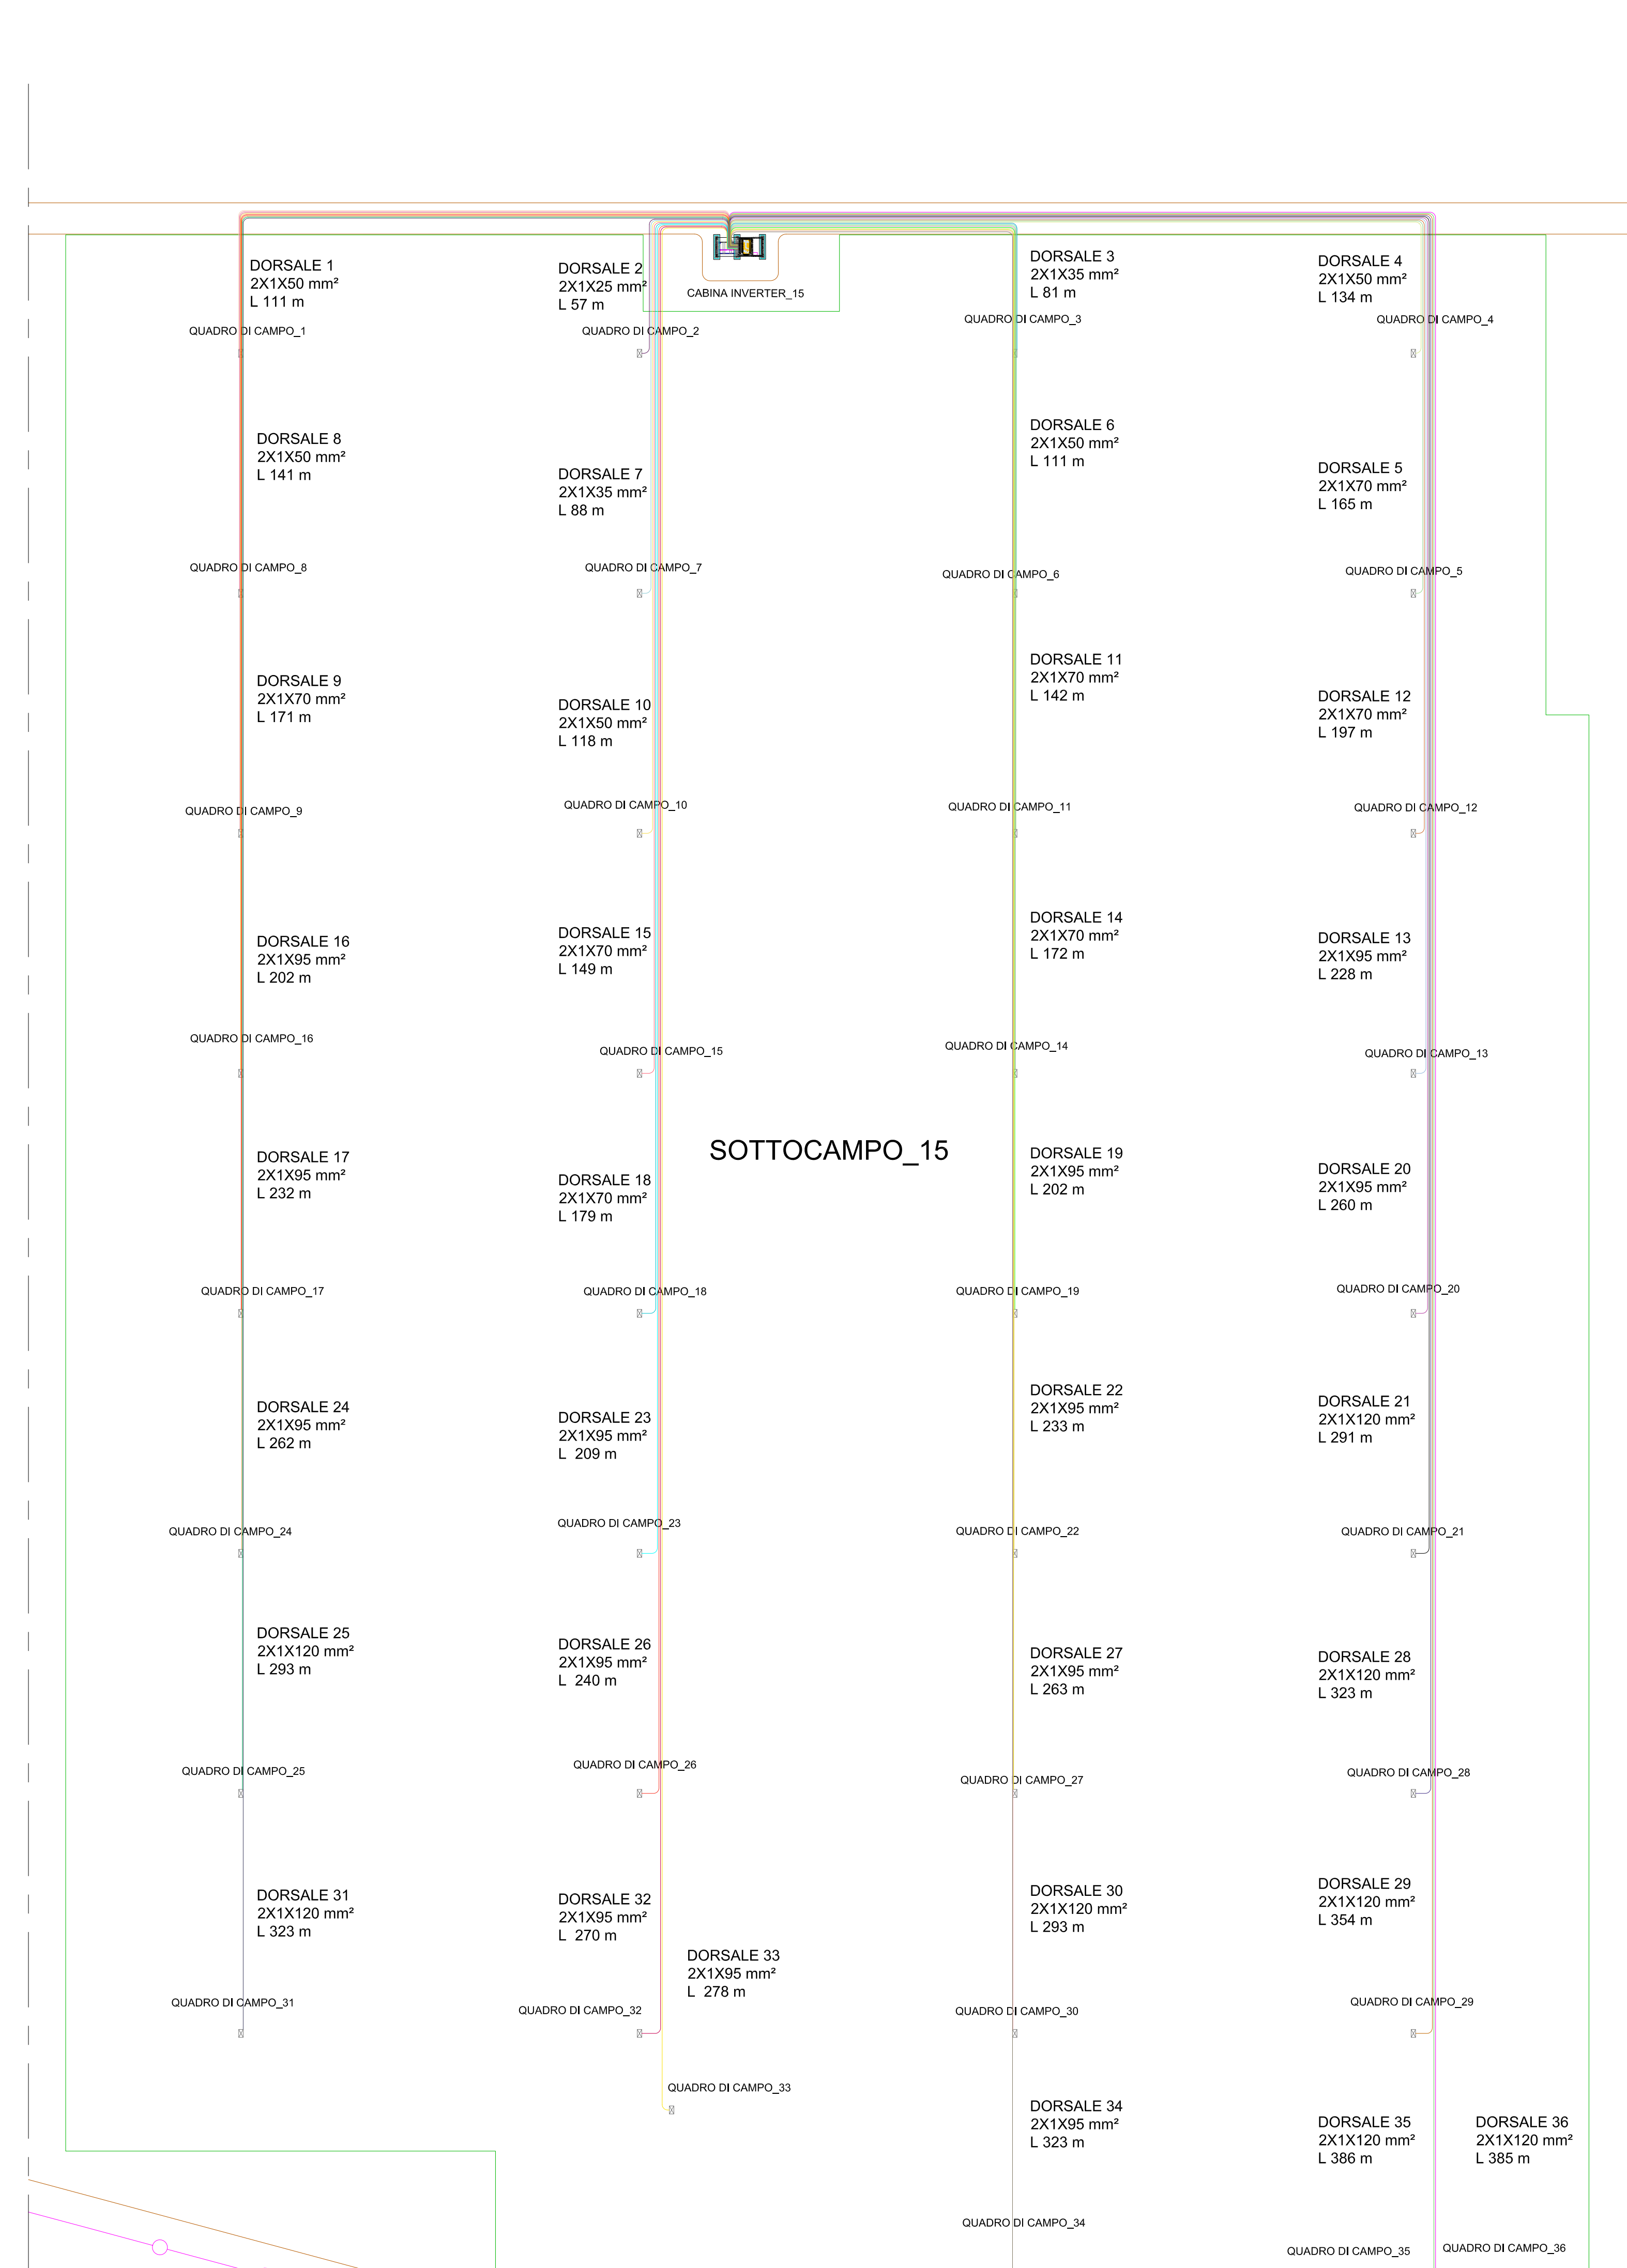 DORSALE 1
2X1X50 mm²
L 111 m
DORSALE 2
2X1X25 mm²
L 57 m
CABINA INVERTER_15
DORSALE 3
2X1X35 mm²
L 81 m
DORSALE 4
2X1X50 mm²
L 134 m
QUADRO DI CAMPO_1
QUADRO DI CAMPO_2
QUADRO DI CAMPO_3
QUADRO DI CAMPO_4
DORSALE 8
2X1X50 mm²
L 141 m
DORSALE 7
2X1X35 mm²
L 88 m
DORSALE 6
2X1X50 mm²
L 111 m
DORSALE 5
2X1X70 mm²
L 165 m
QUADRO DI CAMPO_8
QUADRO DI CAMPO_7
QUADRO DI CAMPO_6
QUADRO DI CAMPO_5
DORSALE 9
2X1X70 mm²
L 171 m
DORSALE 10
2X1X50 mm²
L 118 m
DORSALE 11
2X1X70 mm²
L 142 m
DORSALE 12
2X1X70 mm²
L 197 m
QUADRO DI CAMPO_9
QUADRO DI CAMPO_10
QUADRO DI CAMPO_11
QUADRO DI CAMPO_12
DORSALE 16
2X1X95 mm²
L 202 m
DORSALE 15
2X1X70 mm²
L 149 m
DORSALE 14
2X1X70 mm²
L 172 m
DORSALE 13
2X1X95 mm²
L 228 m
QUADRO DI CAMPO_16
QUADRO DI CAMPO_15
QUADRO DI CAMPO_14
QUADRO DI CAMPO_13
SOTTOCAMPO_15
DORSALE 17
2X1X95 mm²
L 232 m
DORSALE 18
2X1X70 mm²
L 179 m
DORSALE 19
2X1X95 mm²
L 202 m
DORSALE 20
2X1X95 mm²
L 260 m
QUADRO DI CAMPO_17
QUADRO DI CAMPO_18
QUADRO DI CAMPO_19
QUADRO DI CAMPO_20
DORSALE 24
2X1X95 mm²
L 262 m
DORSALE 23
2X1X95 mm²
L 209 m
DORSALE 22
2X1X95 mm²
L 233 m
DORSALE 21
2X1X120 mm²
L 291 m
QUADRO DI CAMPO_24
QUADRO DI CAMPO_23
QUADRO DI CAMPO_22
QUADRO DI CAMPO_21
DORSALE 25
2X1X120 mm²
L 293 m
DORSALE 26
2X1X95 mm²
L 240 m
DORSALE 27
2X1X95 mm²
L 263 m
DORSALE 28
2X1X120 mm²
L 323 m
QUADRO DI CAMPO_25
QUADRO DI CAMPO_26
QUADRO DI CAMPO_27
QUADRO DI CAMPO_28
DORSALE 31
2X1X120 mm²
L 323 m
DORSALE 32
2X1X95 mm²
L 270 m
DORSALE 33
2X1X95 mm²
L 278 m
DORSALE 30
2X1X120 mm²
L 293 m
DORSALE 29
2X1X120 mm²
L 354 m
QUADRO DI CAMPO_31
QUADRO DI CAMPO_32
QUADRO DI CAMPO_30
QUADRO DI CAMPO_29
QUADRO DI CAMPO_33
DORSALE 34
2X1X95 mm²
L 323 m
DORSALE 35
2X1X120 mm²
L 386 m
DORSALE 36
2X1X120 mm²
L 385 m
QUADRO DI CAMPO_34
QUADRO DI CAMPO_35
QUADRO DI CAMPO_36